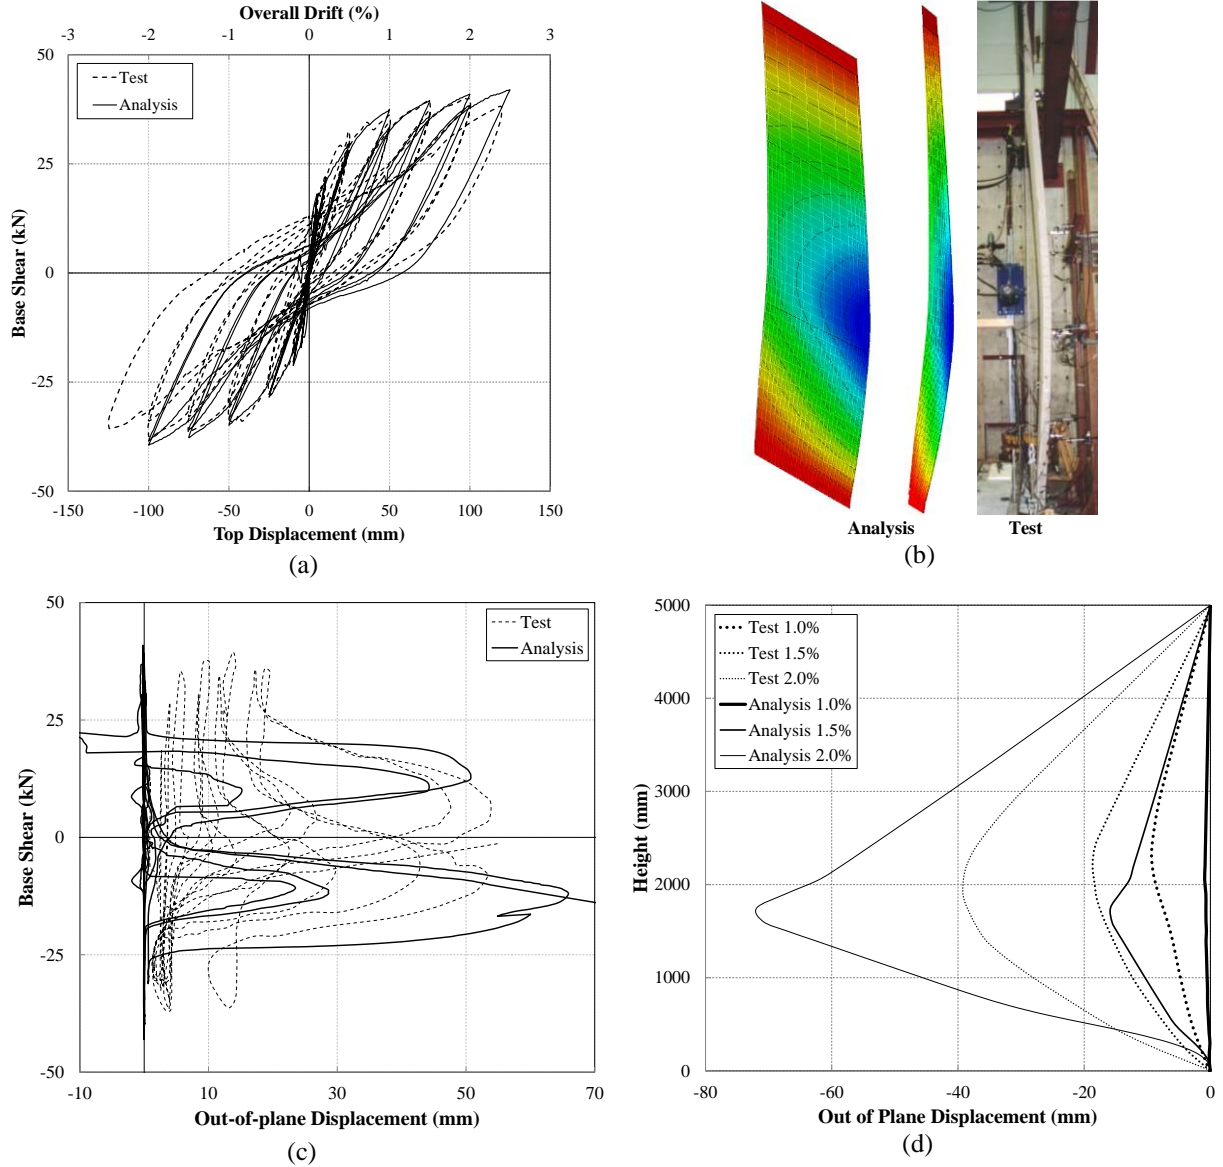 Overall Drift (%)
-3 -2 -1 0 1 2 3
50
25
0
-25
-50
Base Shear (kN)
Test
Analysis
-150 -100 -50 0 50 100 150
Top Displacement (mm)
(a)
Analysis Test
(b)
50
25
0
-25
-50
Base Shear (kN)
Test
Analysis
-10 10 30 50 70
Out-of-plane Displacement (mm)
(c)
5000
4000
3000
2000
1000
0
Height (mm)
Test 1.0%
Test 1.5%
Test 2.0%
Analysis 1.0%
Analysis 1.5%
Analysis 2.0%
-80 -60 -40 -20 0
Out of Plane Displacement (mm)
(d)